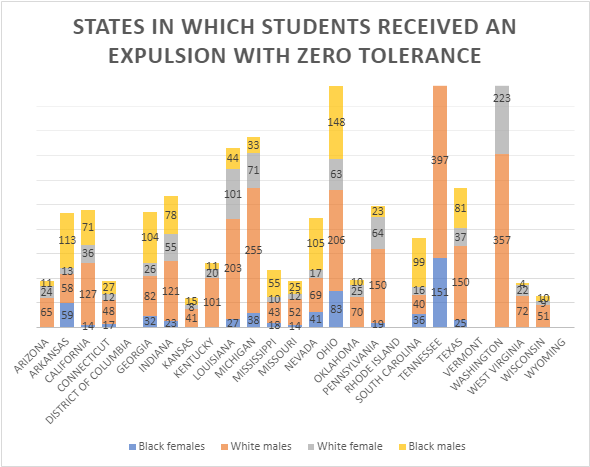 STATES IN WHICH STUDENTS RECEIVED AN
EXPULSION WITH ZERO TOLERANCE
11
24
65
113
13
58
59
71
36
127
14
27
12
48
17
104
26
82
32
78
55
121
23
15
8
41
11
20
101
44
101
203
27
33
71
255
38
55
10
43
18
25
12
52
14
105
17
69
41
148
63
206
83
10
25
70
23
64
150
19
99
16
40
36
397
151
81
37
150
25
223
357
4
22
72
10
9
51
ARIZONA
ARKANSAS
CALIFORNIA
CONNECTICUT
DISTRICT OF COLUMBIA
GEORGIA
INDIANA
KANSAS
KENTUCKY
LOUISIANA
MICHIGAN
MISSISSIPPI
MISSOURI
NEVADA
OHIO
OKLAHOMA
PENNSYLVANIA
RHODE ISLAND
SOUTH CAROLINA
TENNESSEE
TEXAS
VERMONT
WASHINGTON
WEST VIRGINIA
WISCONSIN
WYOMING
Black females White males White female Black males